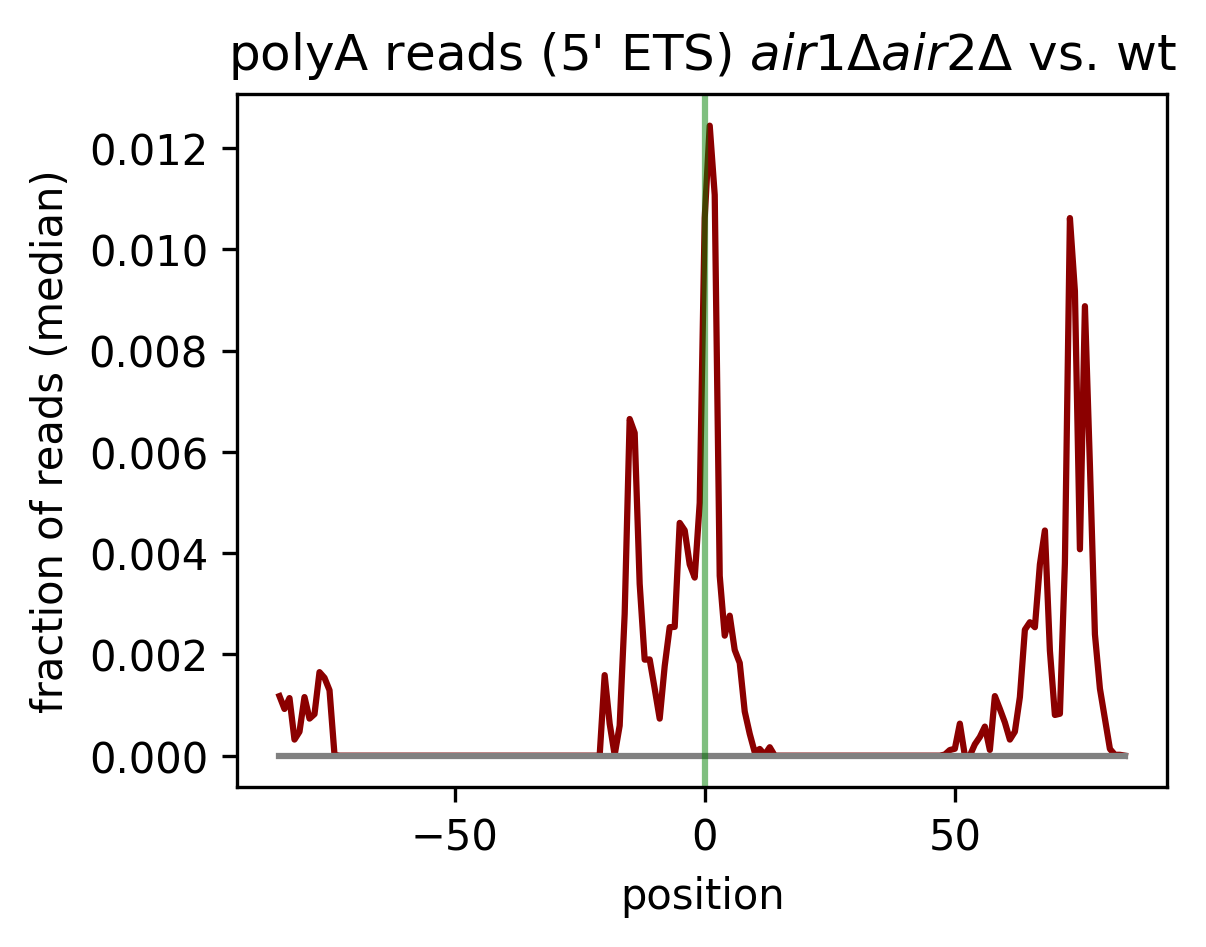 polyA reads (5' ETS) air1Δair2Δ vs. wt
fraction of reads (median)
0.012
0.010
0.008
0.006
0.004
0.002
0.000
−50 0 50
position